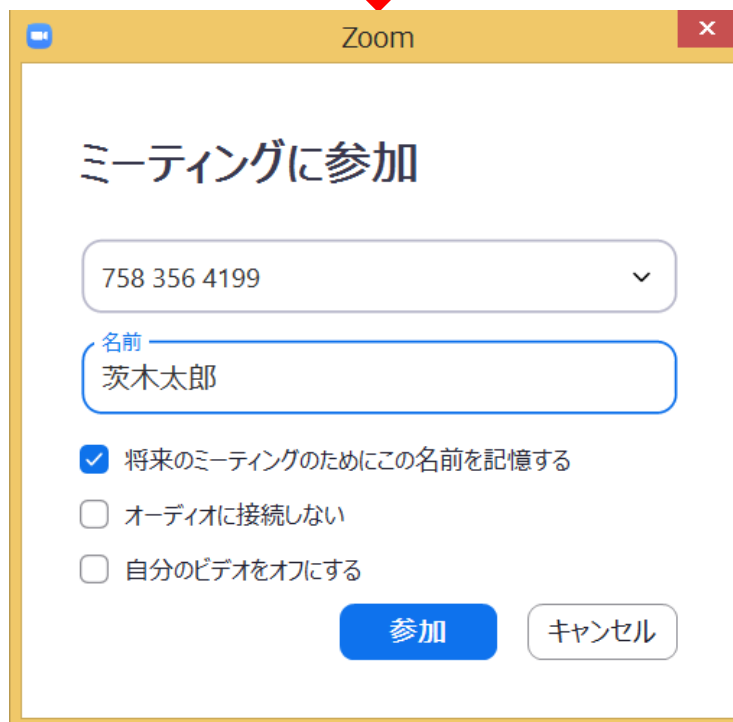 Zoom
ミーティングに参加
758 356 4199
名前
茨木太郎
将来のミーティングのためにこの名前を記憶する
オーディオに接続しない
自分のビデオをオフにする
参加 キャンセル